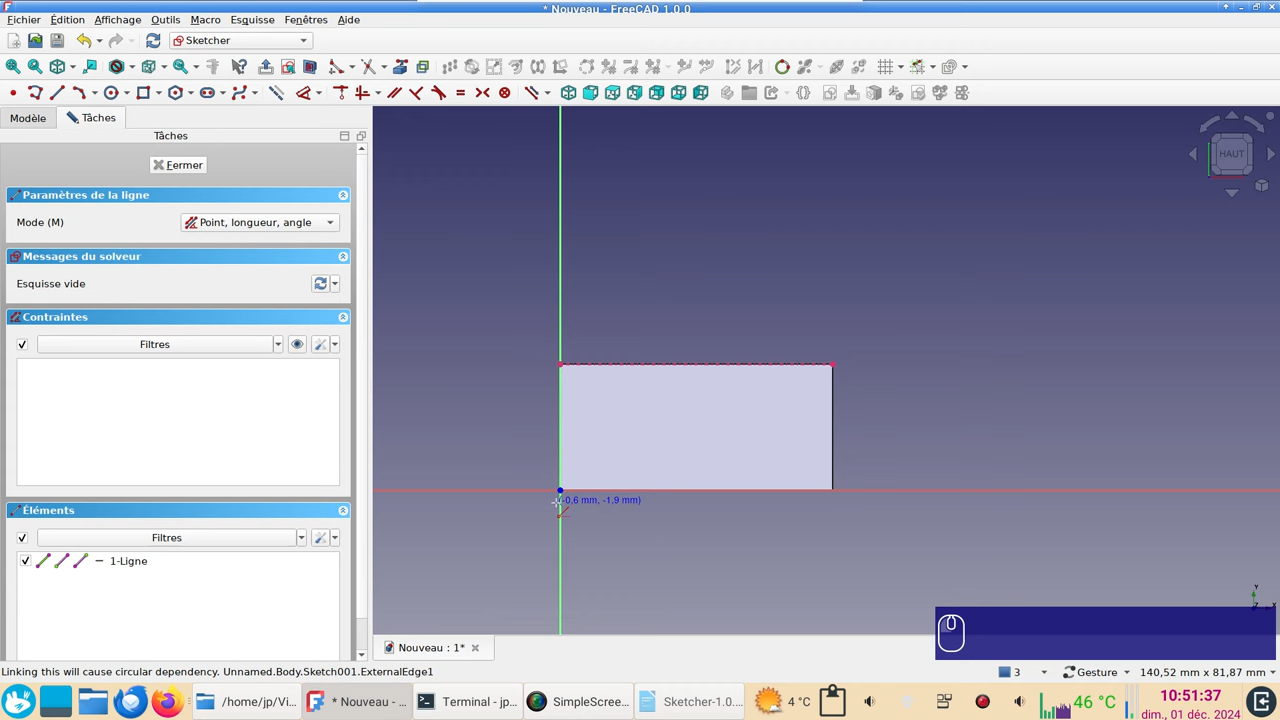 * Nouveau - FreeCAD 1.0.0
Fichier Édition Affichage Outils Macro Esquisse Fenêtres Aide
Sketcher
Modèle Tâches
Tâches
Fermer
Paramètres de la ligne
Mode (M) Point, longueur, angle
Messages du solveur
Esquisse vide
Contraintes
Filtres
Éléments
Filtres
1-Ligne
HAUT
-0,6 mm, -1,9 mm)
Y
Nouveau : 1*
Linking this will cause circular dependency. Unnamed.Body.Sketch001.ExternalEdge1
3 Gesture 140,52 mm x 81,87 mm
/home/jp/Vi... * Nouveau - ... Terminal - jp... SimpleScree... Sketcher-1.0.... 4 °C 46 °C
10:51:37
dim., 01 déc. 2024